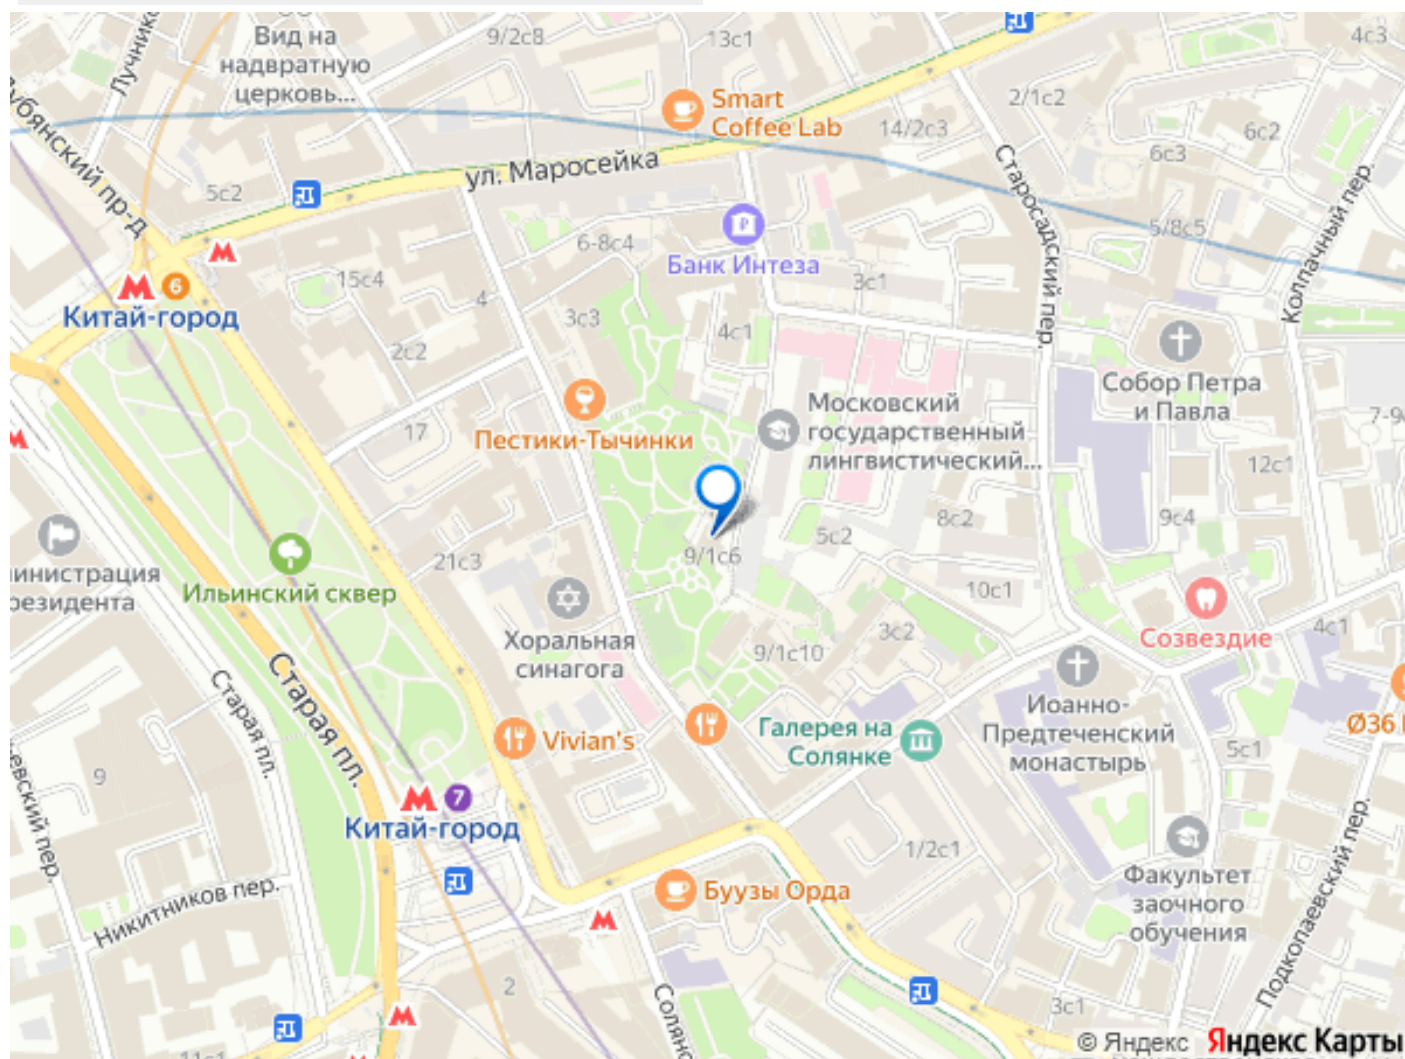 Вид на
надвратную
церковь...
9/2с8
13с1
4с3
Smart
Coffee Lab
14/2с3
2/1с2
6с2
6с3
ул. Маросейка
5с2
Старосадский пер.
Колпачный пер.
5/8с5
6-8с4
Банк Интеза
15с4
3с1
4
6
Китай-город
3с3
4с1
2с2
Собор Петра
и Павла
Московский
государственный
лингвистический...
Пестики-Тычинки
17
12с1
8с2
9с4
5с2
9/1с6
21с3
Ильинский сквер
10с1
Хоральная
синагога
3с2
9/1с10
Созвездие
4с1
Старая пл.
Старая пл.
Иоанно-
Предтеченский
монастырь
Галерея на
Солянке
Vivian's
5с1
9
7
Китай-город
1/2с1
Буузы Орда
Факультет
заочного
обучения
Никитников пер.
Подкопаевский пер.
2
3с1
© Яндекс Яндекс Карты